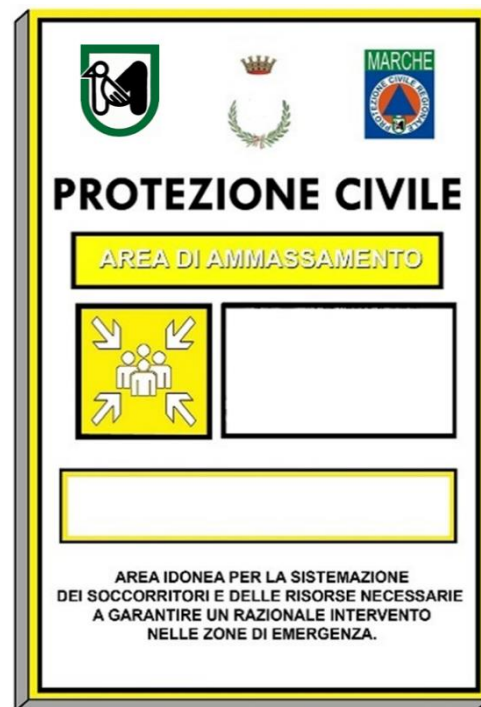 MARCHE
PROTEZIONE CIVILE REGIONALE
PROTEZIONE CIVILE
AREA DI AMMASSAMENTO
AREA IDONEA PER LA SISTEMAZIONE
DEI SOCCORRITORI E DELLE RISORSE NECESSARIE
A GARANTIRE UN RAZIONALE INTERVENTO
NELLE ZONE DI EMERGENZA.